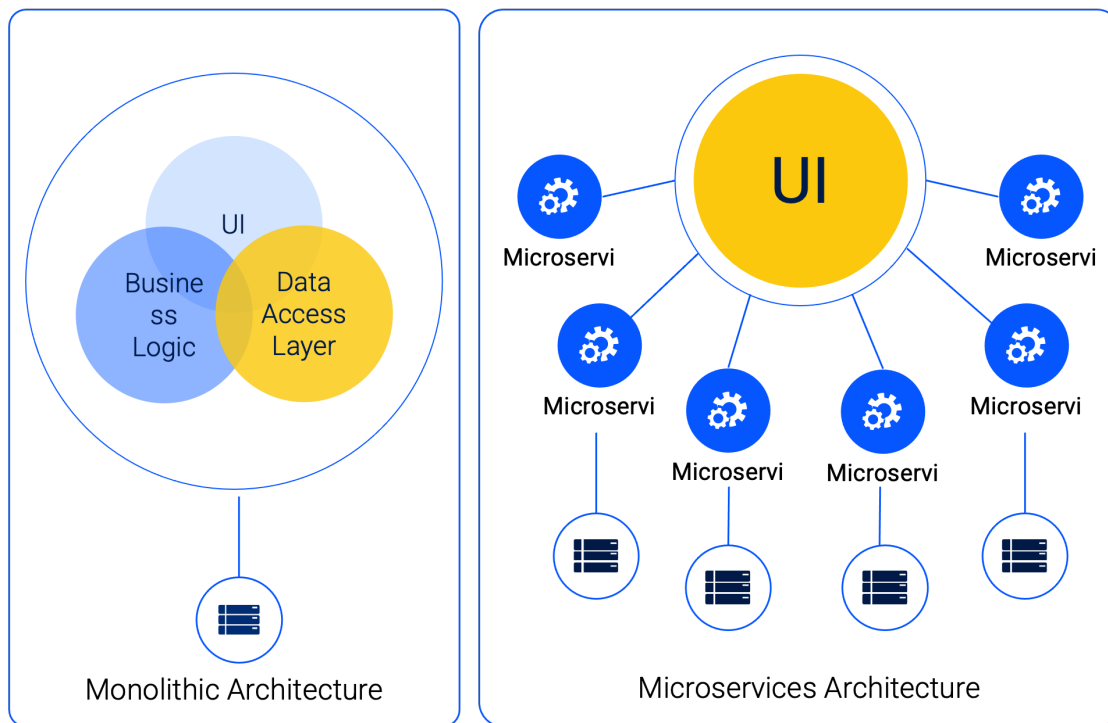 UI
Busine
ss
Logic
Data
Access
Layer
Monolithic Architecture
UI
Microservi
Microservi
Microservi
Microservi
Microservi
Microservi
Microservices Architecture